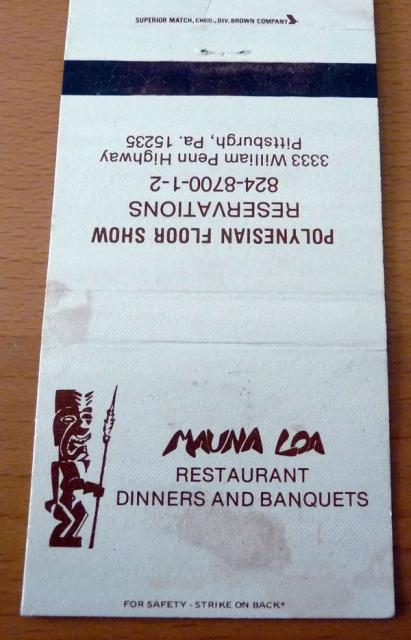 SUPERIOR MATCH, CHGO., DIV. BROWN COMPANY
POLYNESIAN FLOOR SHOW
RESERVATIONS
824-8700-1-2
3333 William Penn Highway
Pittsburgh, Pa. 15235
MAUNA LOA
RESTAURANT
DINNERS AND BANQUETS
FOR SAFETY - STRIKE ON BACK*